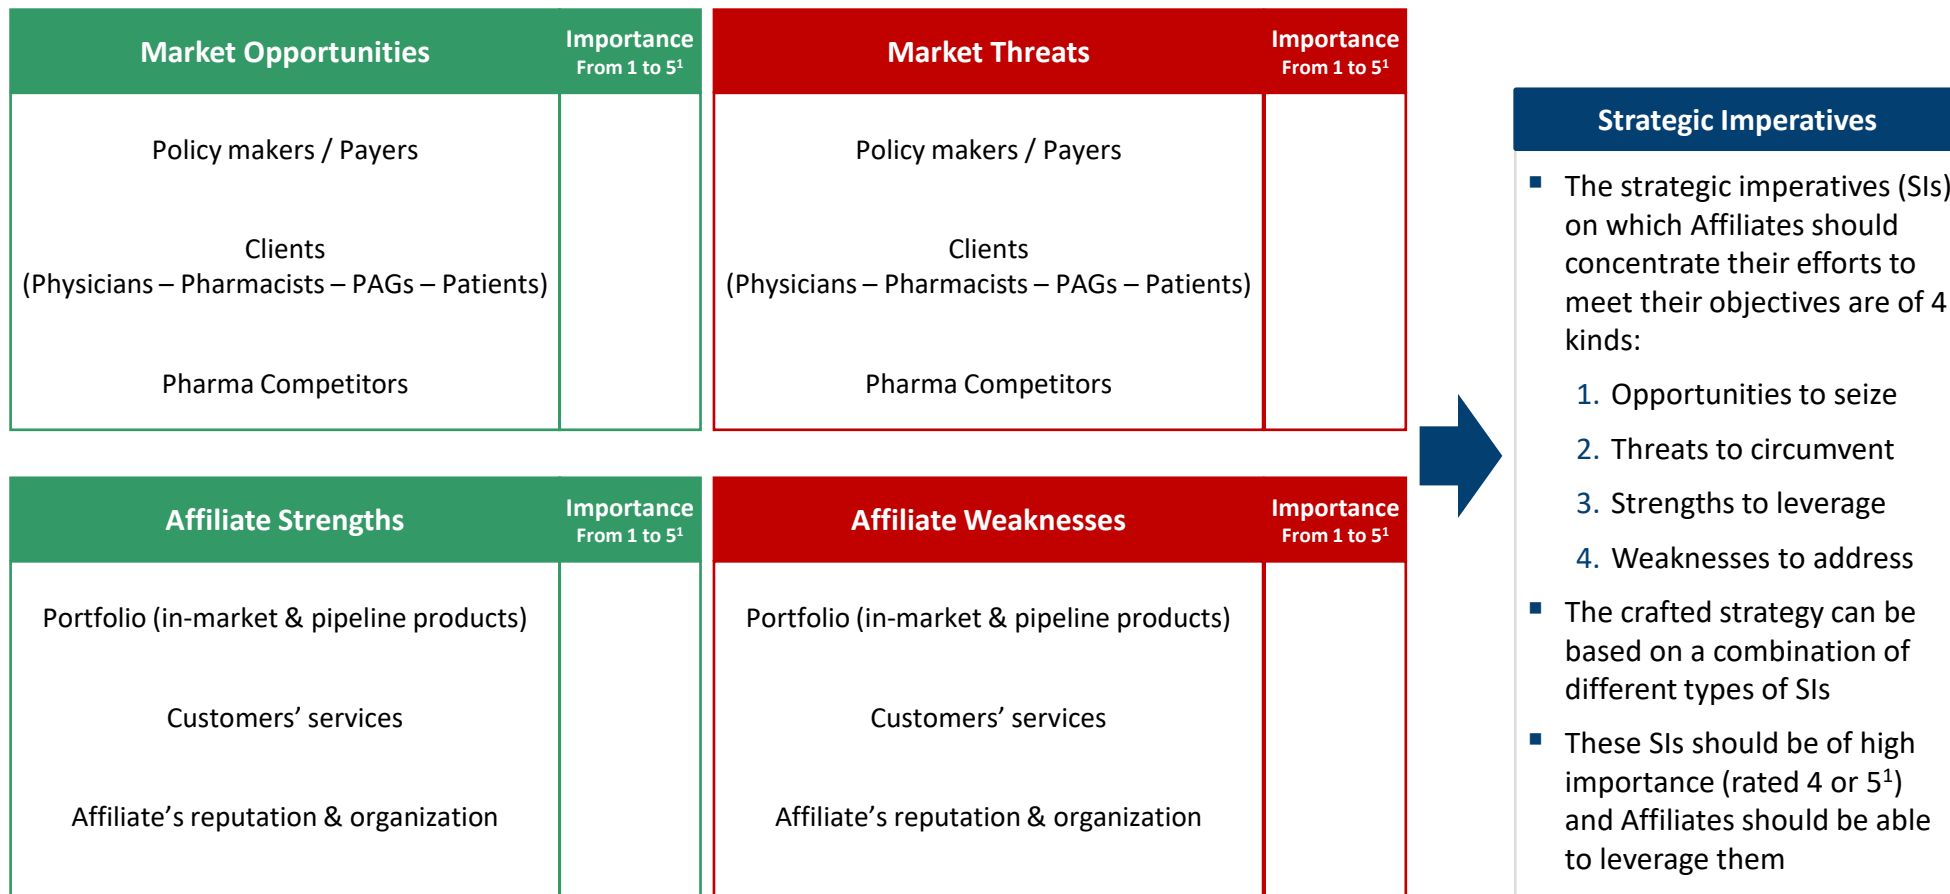 Market Opportunities
Importance
From 1 to 5¹
Policy makers / Payers
Clients
(Physicians – Pharmacists – PAGs – Patients)
Pharma Competitors
Market Threats
Importance
From 1 to 5¹
Policy makers / Payers
Clients
(Physicians – Pharmacists – PAGs – Patients)
Pharma Competitors
Affiliate Strengths
Importance
From 1 to 5¹
Portfolio (in-market & pipeline products)
Customers’ services
Affiliate’s reputation & organization
Affiliate Weaknesses
Importance
From 1 to 5¹
Portfolio (in-market & pipeline products)
Customers’ services
Affiliate’s reputation & organization
Strategic Imperatives
▪ The strategic imperatives (SIs)
on which Affiliates should
concentrate their efforts to
meet their objectives are of 4
kinds:
1. Opportunities to seize
2. Threats to circumvent
3. Strengths to leverage
4. Weaknesses to address
▪ The crafted strategy can be
based on a combination of
different types of SIs
▪ These SIs should be of high
importance (rated 4 or 5¹)
and Affiliates should be able
to leverage them